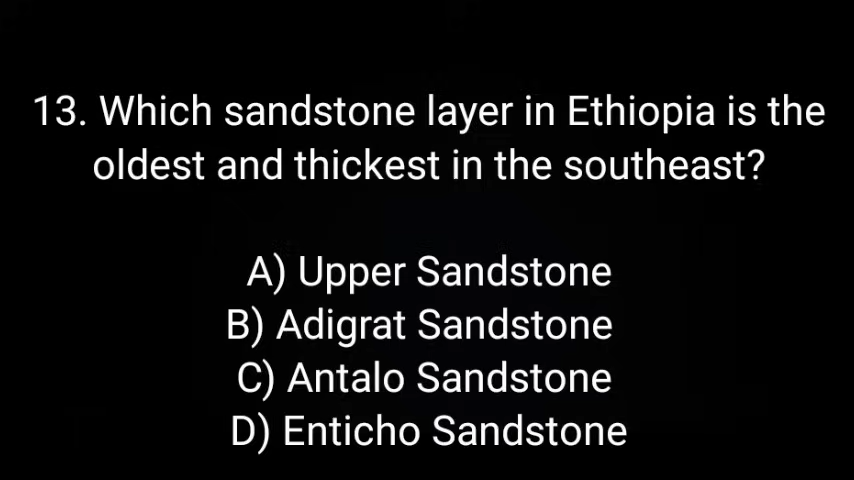 13. Which sandstone layer in Ethiopia is the
oldest and thickest in the southeast?
A) Upper Sandstone
B) Adigrat Sandstone
C) Antalo Sandstone
D) Enticho Sandstone